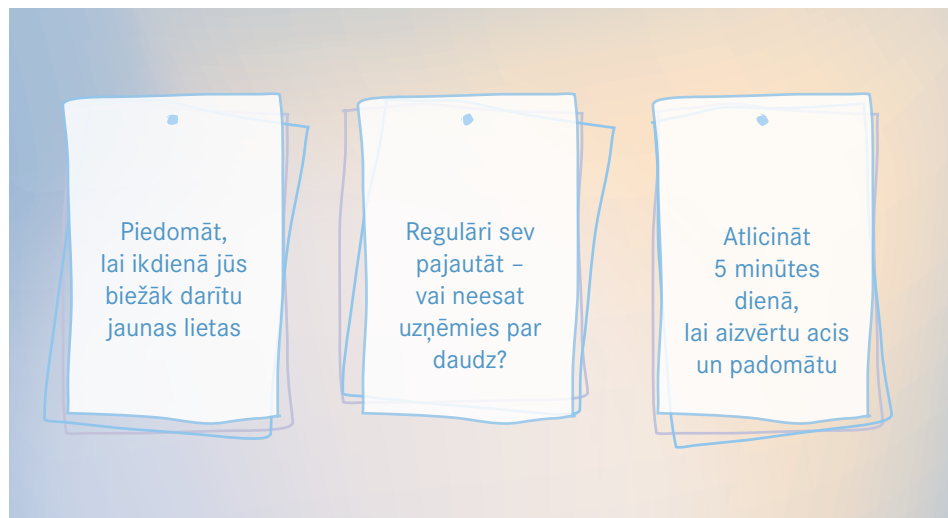 Piedomāt,
lai ikdienā jūs
biežāk darītu
jaunas lietas
Regulāri sev
pajautāt –
vai neesat
uzņēmies par
daudz?
Atlicināt
5 minūtes
dienā,
lai aizvērtu acis
un padomātu